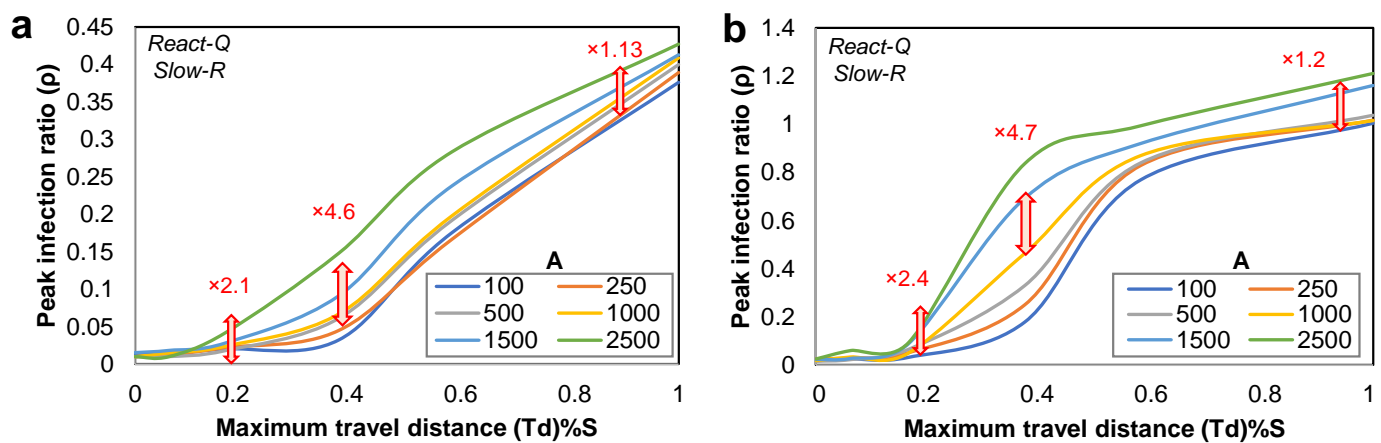 a
React-Q
Slow-R
×2.1
×4.6
×1.13
Peak infection ratio (ρ)
0.45
0.4
0.35
0.3
0.25
0.2
0.15
0.1
0.05
0
A
100
250
500
1000
1500
2500
0 0.2 0.4 0.6 0.8 1
Maximum travel distance (Td)%S
b
React-Q
Slow-R
×2.4
×4.7
×1.2
Peak infection ratio (ρ)
1.4
1.2
1
0.8
0.6
0.4
0.2
0
A
100
250
500
1000
1500
2500
0 0.2 0.4 0.6 0.8 1
Maximum travel distance (Td)%S